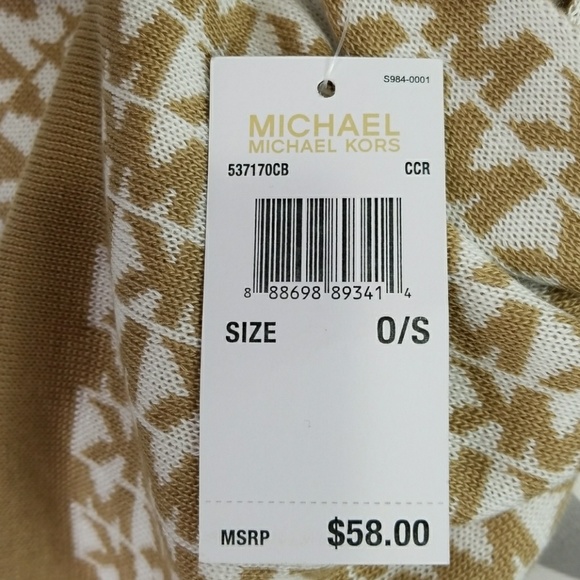 S984-0001
MICHAEL
MICHAEL KORS
537170CB CCR
8 88698 89341 4
SIZE O/S
MSRP $58.00